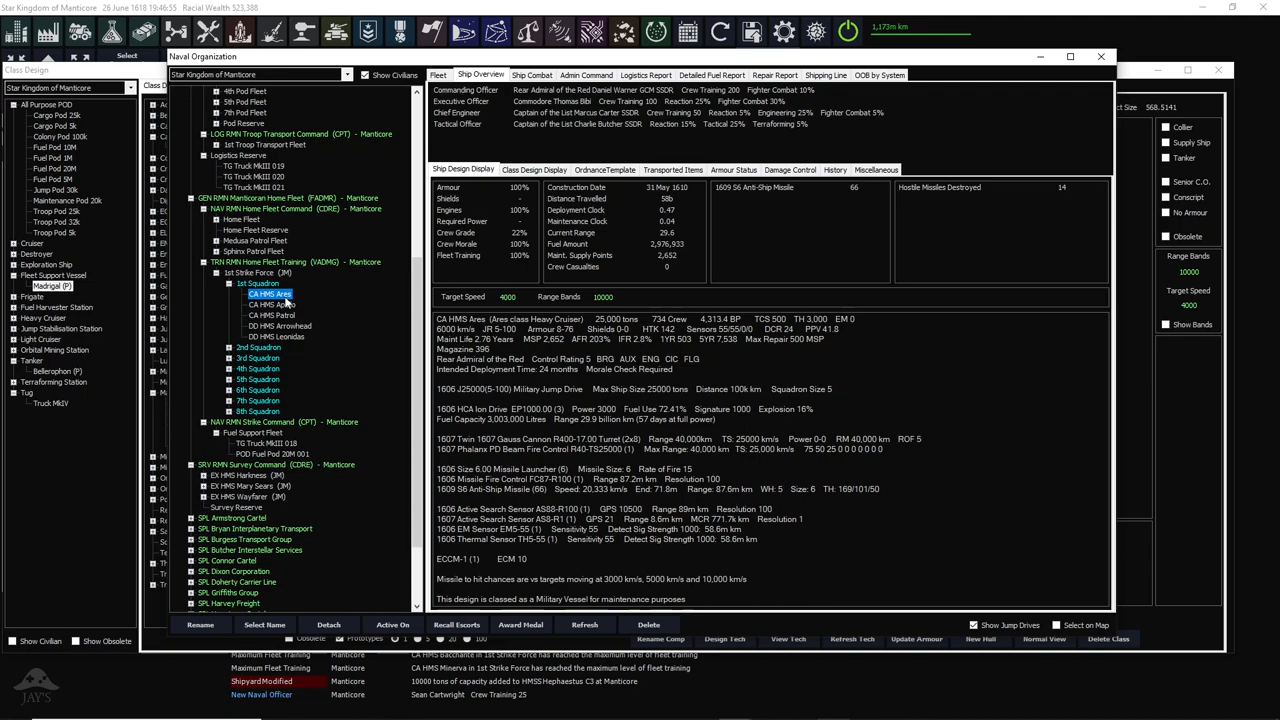 Star Kingdom of Manticore   26 June 1618 19:46:55   Racial Wealth 523,388
1,173m km
Select
Class Design
Star Kingdom of Manticore
All Purpose POD
Cargo Pod 5k
Cargo Pod 25k
Colony Pod 100k
Fuel Pod 10M
Fuel Pod 1M
Fuel Pod 20M
Fuel Pod 5M
Jump Pod 30k
Maintenance Pod 20k
Troop Pod 25k
Troop Pod 32k
Troop Pod 5k
Cruiser
Destroyer
Exploration Ship
Fleet Support Vessel
Madrigal (P)
Frigate
Fuel Harvester Station
Heavy Cruiser
Jump Stabilisation Station
Light Cruiser
Orbital Mining Station
Tanker
Bellerophon (P)
Terraforming Station
Tug
Truck MkIV
Show Civilian
Show Obsolete
Class D
Naval Organization
Star Kingdom of Manticore
Show Civilians
4th Pod Fleet
5th Pod Fleet
7th Pod Fleet
Pod Reserve
LOG RMN Troop Transport Command (CPT) - Manticore
1st Troop Transport Fleet
Logistics Reserve
TG Truck MkIII 019
TG Truck MkIII 020
TG Truck MkIII 021
GEN RMN Manticoran Home Fleet (FADMR) - Manticore
NAV RMN Home Fleet Command (CDRE) - Manticore
Home Fleet
Home Fleet Reserve
Medusa Patrol Fleet
Sphinx Patrol Fleet
TRN RMN Home Fleet Training (VADMG) - Manticore
1st Strike Force (JM)
1st Squadron
CA HMS Ares
CA HMS
CA HMS Patrol
DD HMS Arrowhead
DD HMS Leonidas
2nd Squadron
3rd Squadron
4th Squadron
5th Squadron
6th Squadron
7th Squadron
8th Squadron
NAV RMN Strike Command (CPT) - Manticore
Fuel Support Fleet
TG Truck MkIII 018
POD Fuel Pod 20M 001
SRV RMN Survey Command (CDRE) - Manticore
EX HMS Harkness (JM)
EX HMS Mary Sears (JM)
EX HMS Wayfarer (JM)
Survey Reserve
SPL Armstrong Cartel
SPL Bryan Interplanetary Transport
SPL Burgess Transport Group
SPL Butcher Interstellar Services
SPL Connor Cartel
SPL Dixon Corporation
SPL Doherty Carrier Line
SPL Griffiths Group
SPL Harvey Freight
Fleet   Ship Overview   Ship Combat   Admin Command   Logistics Report   Detailed Fuel Report   Repair Report   Shipping Line   OOB by System
Commanding Officer   Rear Admiral of the Red Daniel Warner GCM SSDR   Crew Training 200   Fighter Combat 10%
Executive Officer   Commodore Thomas Bibi   Crew Training 100   Reaction 25%   Fighter Combat 30%
Chief Engineer   Captain of the List Marcus Carter SSDR   Crew Training 50   Reaction 5%   Engineering 25%   Fighter Combat 5%
Tactical Officer   Captain of the List Charlie Butcher SSDR   Reaction 15%   Tactical 25%   Terraforming 5%
Ship Design Display   Class Design Display   OrdnanceTemplate   Transported Items   Armour Status   Damage Control   History   Miscellaneous
Armour   100%   Construction Date   31 May 1610   1609 S6 Anti-Ship Missile   66   Hostile Missiles Destroyed   14
Shields   -   Distance Travelled   58b
Engines   100%   Deployment Clock   0.47
Required Power   -   Maintenance Clock   0.04
Crew Grade   22%   Current Range   29.6
Crew Morale   100%   Fuel Amount   2,976,933
Fleet Training   100%   Maint. Supply Points   2,652
Crew Casualties   0
Target Speed   4000   Range Bands   10000
CA HMS Ares   (Ares class Heavy Cruiser)   25,000 tons   734 Crew   4,313.4 BP   TCS 500   TH 3,000   EM 0
6000 km/s   JR 5-100   Armour 8-76   Shields 0-0   HTK 142   Sensors 55/55/0/0   DCR 24   PPV 41.8
Maint Life 2.76 Years   MSP 2,652   AFR 203%   IFR 2.8%   1YR 503   5YR 7,538   Max Repair 500 MSP
Magazine 396
Rear Admiral of the Red   Control Rating 5   BRG   AUX   ENG   CIC   FLG
Intended Deployment Time: 24 months   Morale Check Required
1606 J25000(5-100) Military Jump Drive   Max Ship Size 25000 tons   Distance 100k km   Squadron Size 5
1606 HCA Ion Drive  EP1000.00 (3)   Power 3000   Fuel Use 72.41%   Signature 1000   Explosion 16%
Fuel Capacity 3,003,000 Litres   Range 29.9 billion km (57 days at full power)
1607 Twin 1607 Gauss Cannon R400-17.00 Turret (2x8)   Range 40,000km   TS: 25000 km/s   Power 0-0   RM 40,000 km   ROF 5
1607 Phalanx PD Beam Fire Control R40-TS25000 (1)   Max Range: 40,000 km   TS: 25,000 km/s   75 50 25 0 0 0 0 0 0 0
1606 Size 6.00 Missile Launcher (6)   Missile Size: 6   Rate of Fire 15
1606 Missile Fire Control FC87-R100 (1)   Range 87.2m km   Resolution 100
1609 S6 Anti-Ship Missile (66)   Speed: 20,333 km/s   End: 71.8m   Range: 87.6m km   WH: 5   Size: 6   TH: 169/101/50
1606 Active Search Sensor AS88-R100 (1)   GPS 10500   Range 89m km   Resolution 100
1607 Active Search Sensor AS8-R1 (1)   GPS 21   Range 8.6m km   MCR 771.7k km   Resolution 1
1606 EM Sensor EM5-55 (1)   Sensitivity 55   Detect Sig Strength 1000:  58.6m km
1606 Thermal Sensor TH5-55 (1)   Sensitivity 55   Detect Sig Strength 1000:  58.6m km
ECCM-1 (1)   ECM 10
Missile to hit chances are vs targets moving at 3000 km/s, 5000 km/s and 10,000 km/s
This design is classed as a Military Vessel for maintenance purposes
Rename   Select Name   Detach   Active On   Recall Escorts   Award Medal   Refresh   Delete   Show Jump Drives   Select on Map
Obsolete   Prototypes   1   5   20   100   Rename Comp   Design Tech   View Tech   Refresh Tech   Update Armour   New Hull   Normal View   Delete Class
ct Size   568.5141
Collier
Supply Ship
Tanker
Senior C.O.
Conscript
No Armour
Obsolete
Range Bands
10000
Target Speed
4000
Show Bands
Maximum Fleet Training   Manticore   CA HMS Bacchante in 1st Strike Force has reached the maximum level of fleet training
Maximum Fleet Training   Manticore   CA HMS Minerva in 1st Strike Force has reached the maximum level of fleet training
ShipyardModified   Manticore   10000 tons of capacity added to HMSS Hephaestus C3 at Manticore
New Naval Officer   Manticore   Sean Cartwright   Crew Training 25
JAY'S